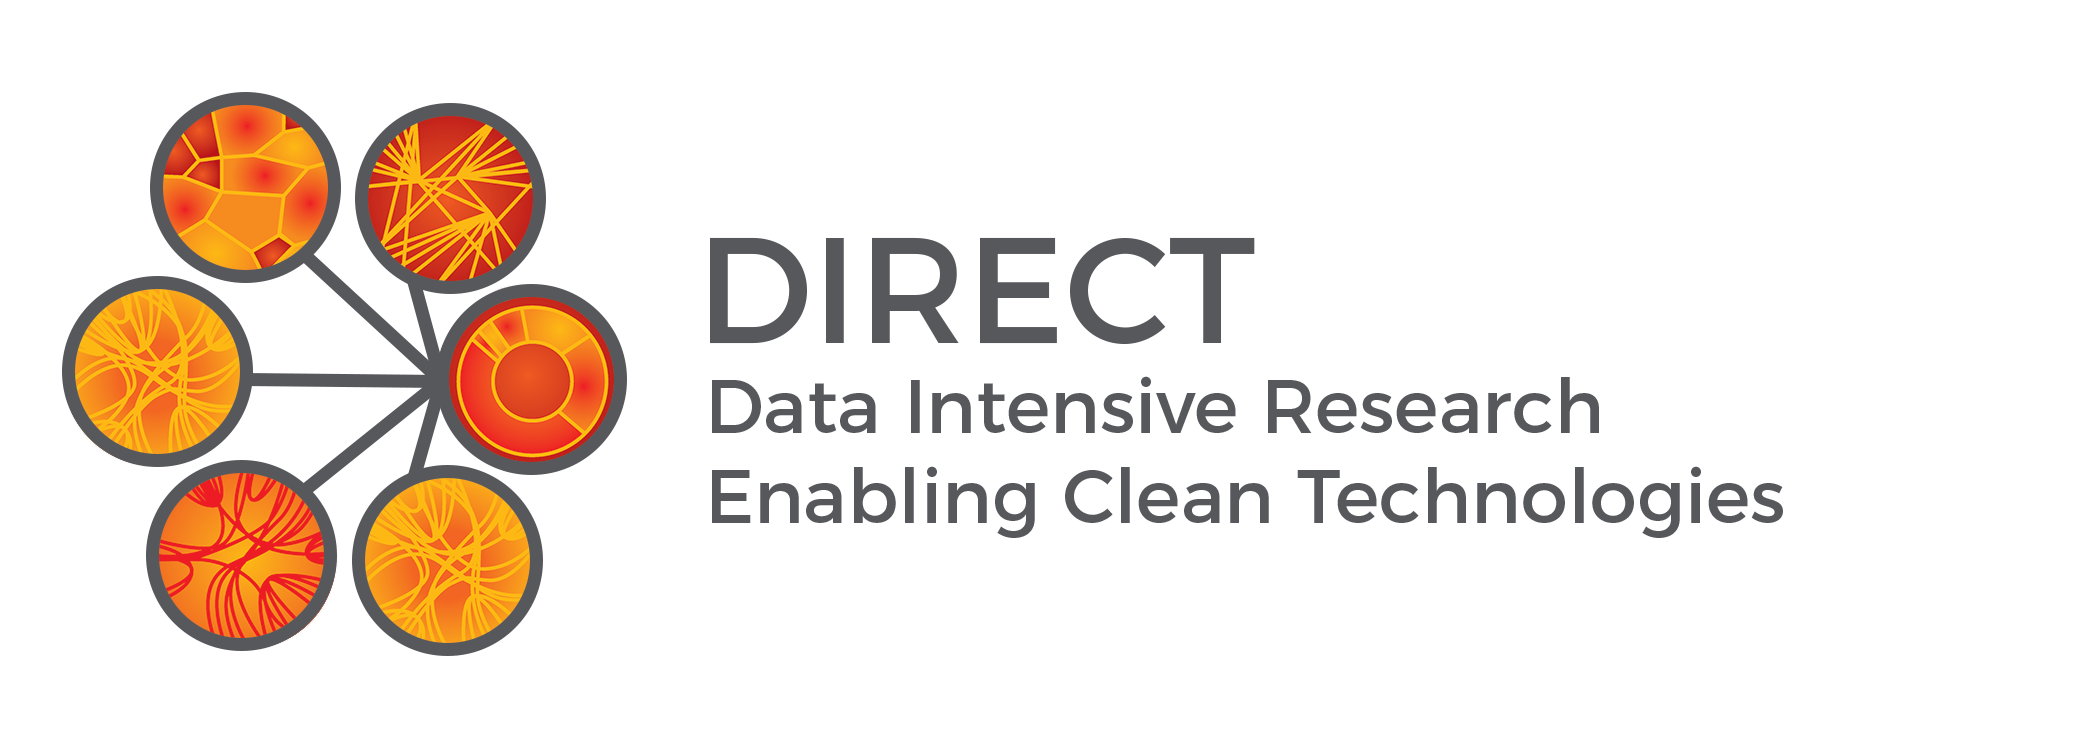 DIRECT
Data Intensive Research
Enabling Clean Technologies